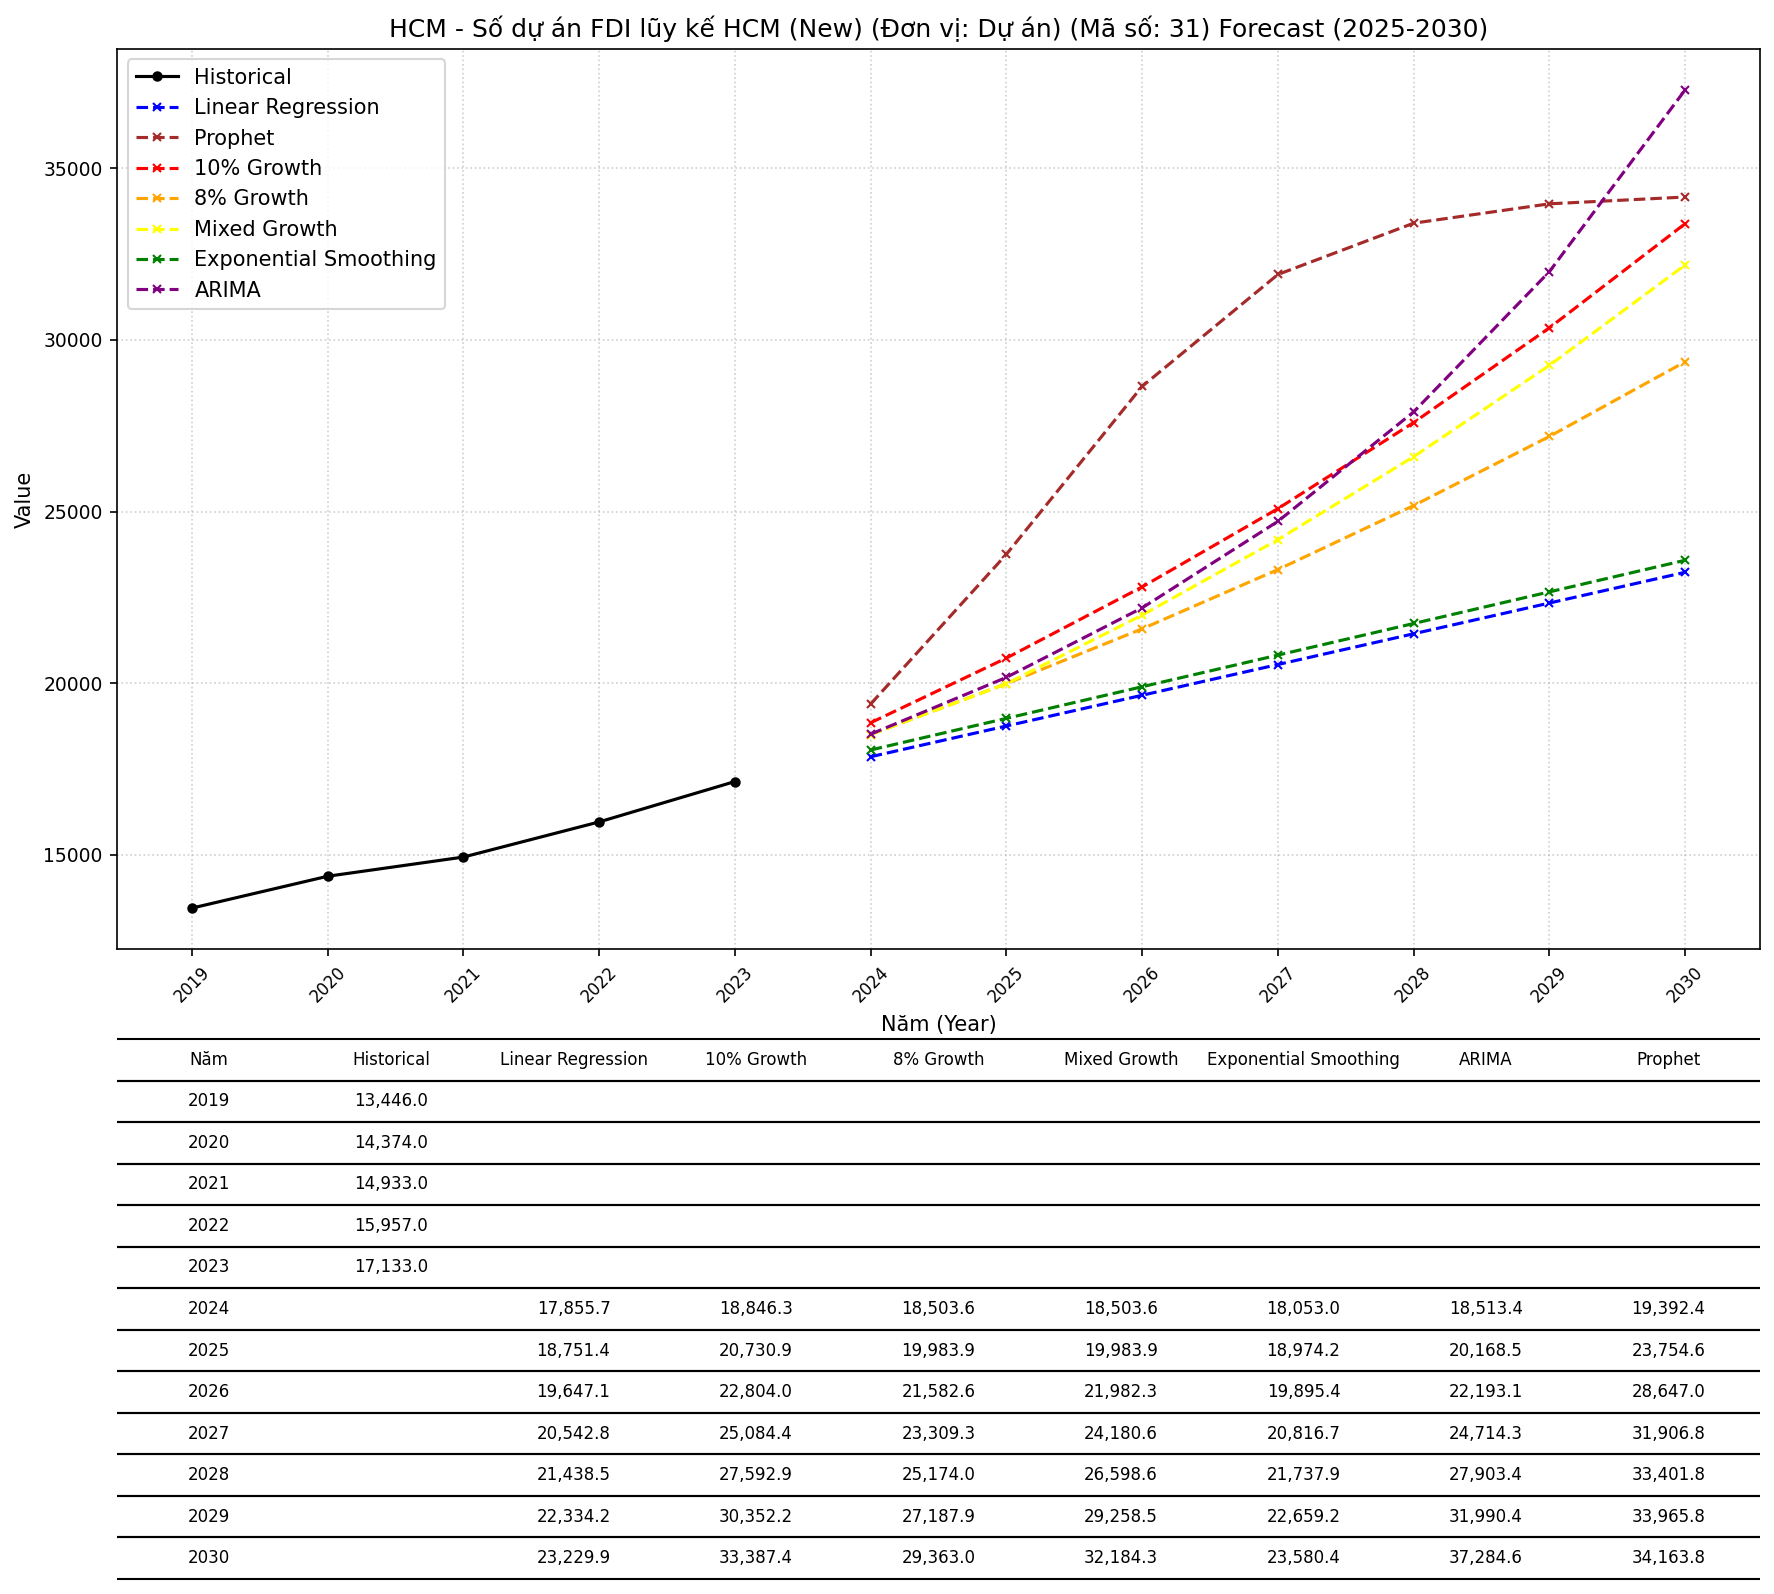 HCM - Số dự án FDI lũy kế HCM (New) (Đơn vị: Dự án) (Mã số: 31) Forecast (2025-2030)
Historical
Linear Regression
Prophet
10% Growth
8% Growth
Mixed Growth
Exponential Smoothing
ARIMA
Value
35000
30000
25000
20000
15000
2019 2020 2021 2022 2023 2024 2025 2026 2027 2028 2029 2030
Năm (Year)
Năm Historical Linear Regression 10% Growth 8% Growth Mixed Growth Exponential Smoothing ARIMA Prophet
2019 13,446.0
2020 14,374.0
2021 14,933.0
2022 15,957.0
2023 17,133.0
2024 17,855.7 18,846.3 18,503.6 18,503.6 18,053.0 18,513.4 19,392.4
2025 18,751.4 20,730.9 19,983.9 19,983.9 18,974.2 20,168.5 23,754.6
2026 19,647.1 22,804.0 21,582.6 21,982.3 19,895.4 22,193.1 28,647.0
2027 20,542.8 25,084.4 23,309.3 24,180.6 20,816.7 24,714.3 31,906.8
2028 21,438.5 27,592.9 25,174.0 26,598.6 21,737.9 27,903.4 33,401.8
2029 22,334.2 30,352.2 27,187.9 29,258.5 22,659.2 31,990.4 33,965.8
2030 23,229.9 33,387.4 29,363.0 32,184.3 23,580.4 37,284.6 34,163.8